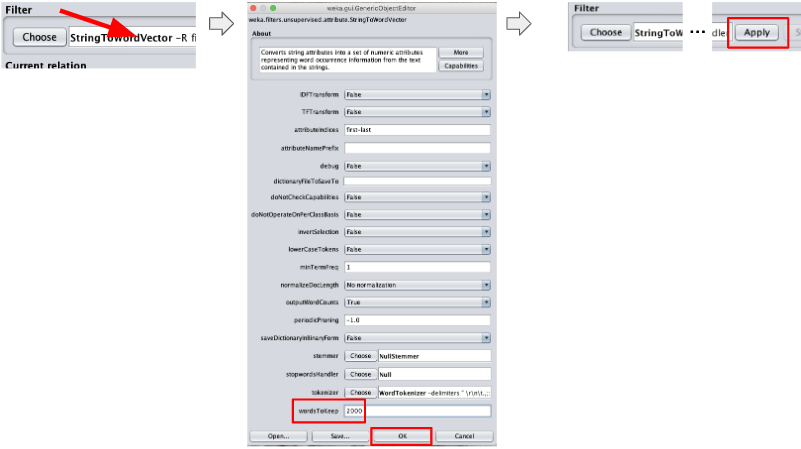 Filter
Choose StringToWordVector -R fi
Current relation
weka.gui.GenericObjectEditor
weka.filters.unsupervised.attribute.StringToWordVector
About
Converts string attributes into a set of numeric attributes
representing word occurrence information from the text
contained in the strings.
More
Capabilities
IDFTransform False
TFTransform False
attributeIndices first-last
attributeNamePrefix
debug False
dictionaryFileToSaveTo
doNotCheckCapabilities False
doNotOperateOnPerClassBasis False
invertSelection False
lowerCaseTokens False
minTermFreq 1
normalizeDocLength No normalization
outputWordCounts True
periodicPruning -1.0
saveDictionaryInBinaryForm False
stemmer Choose NullStemmer
stopwordsHandler Choose Null
tokenizer Choose WordTokenizer -delimiters " \r\n\t.,;:
wordsToKeep 2000
Open... Save... OK Cancel
Filter
Choose StringToW ... dler Apply